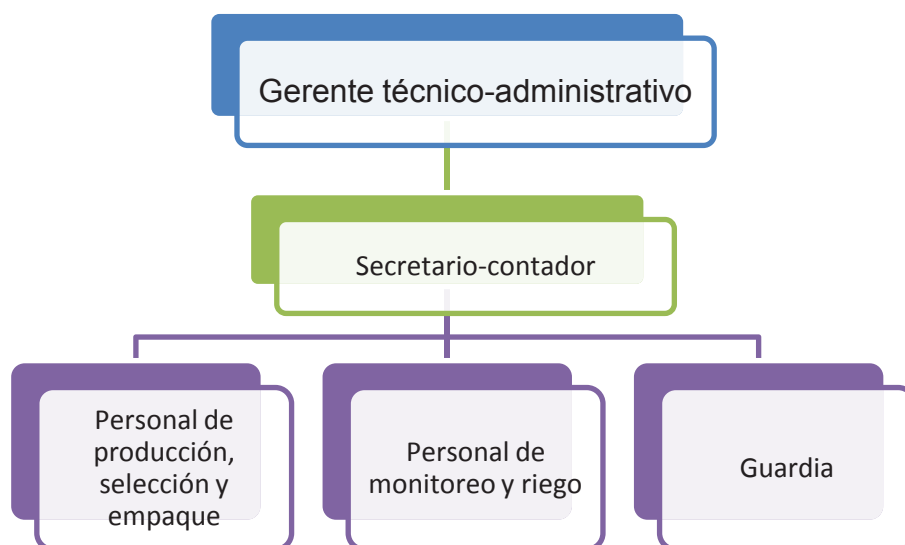 Gerente técnico-administrativo
Secretario-contador
Personal de
producción,
selección y
empaque
Personal de
monitoreo y riego
Guardia